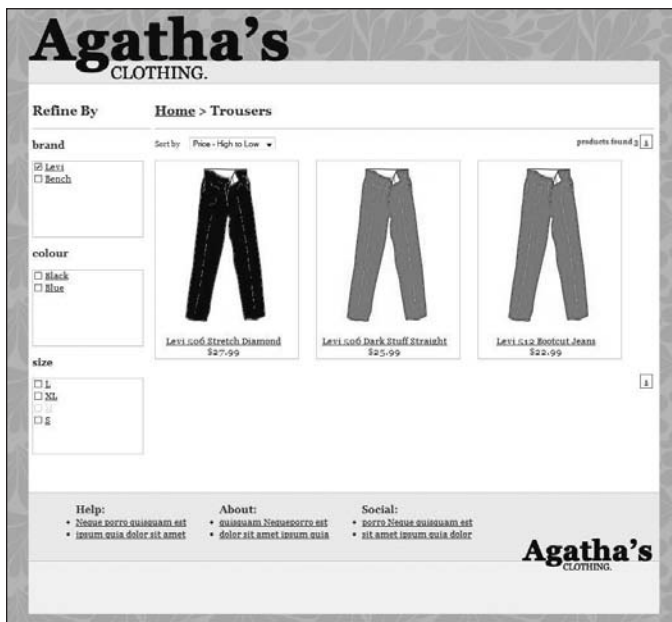 Agatha's
CLOTHING.
Refine By
Home > Trousers
brand
Sort by Price - High to Low
products found 3 1
Levi
Bench
colour
Black
Blue
size
L
XL
M
S
Levi 506 Stretch Diamond
$27.99
Levi 506 Dark Stuff Straight
$25.99
Levi 512 Bootcut Jeans
$22.99
1
Help:
Neque porro quisquam est
ipsum quia dolor sit amet
About:
quisquam Nequeporro est
dolor sit amet ipsum quia
Social:
porro Neque quisquam est
sit amet ipsum quia dolor
Agatha's
CLOTHING.